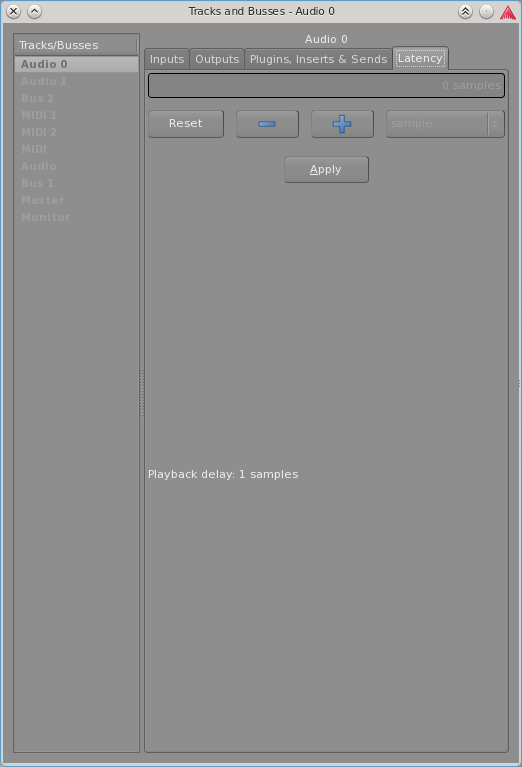 Tracks and Busses - Audio 0
Tracks/Busses
Audio 0
Audio 1
Bus 2
MIDI 1
MIDI 2
MIDI
Audio
Bus 1
Master
Monitor
Audio 0
Inputs Outputs Plugins, Inserts & Sends Latency
0 samples
Reset sample
Apply
Playback delay: 1 samples